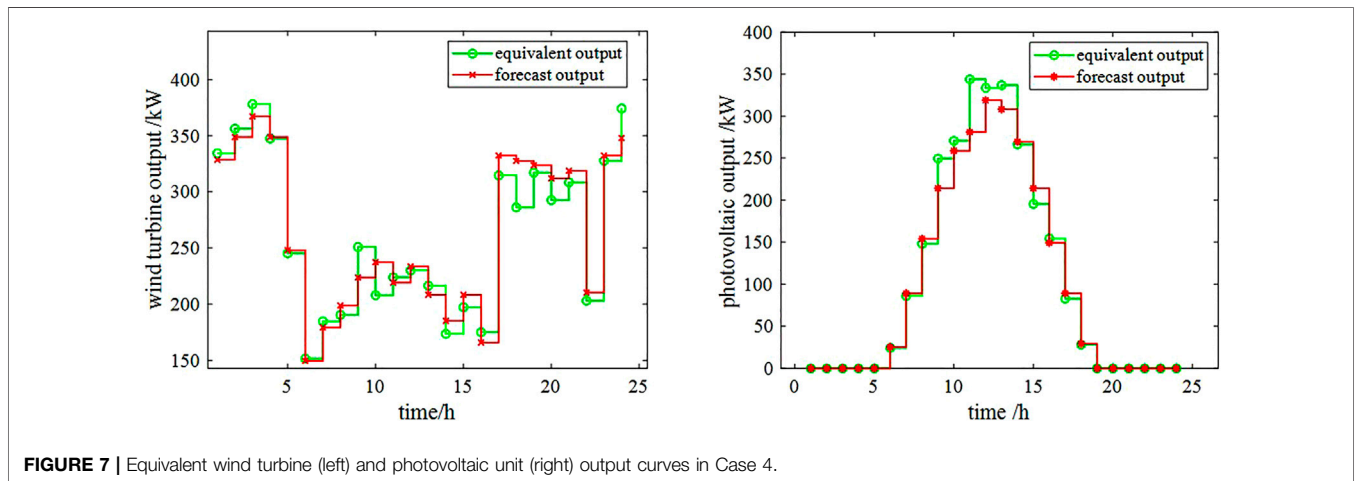 equivalent output
forecast output
wind turbine output /kW
400
350
300
250
200
150
5
10
15
20
25
time/h
equivalent output
forecast output
photovoltaic output /kW
400
350
300
250
200
150
100
50
0
0
5
10
15
20
25
time /h
FIGURE 7 | Equivalent wind turbine (left) and photovoltaic unit (right) output curves in Case 4.